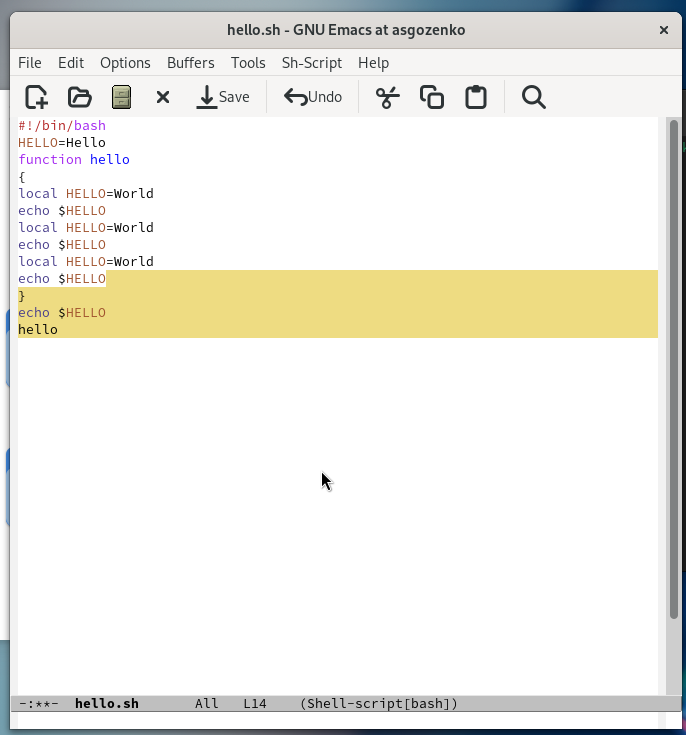 hello.sh - GNU Emacs at asgozenko
File Edit Options Buffers Tools Sh-Script Help
Save Undo
#!/bin/bash
HELLO=Hello
function hello
{
local HELLO=World
echo $HELLO
local HELLO=World
echo $HELLO
local HELLO=World
echo $HELLO
}
echo $HELLO
hello
-:**- hello.sh All L14 (Shell-script[bash])